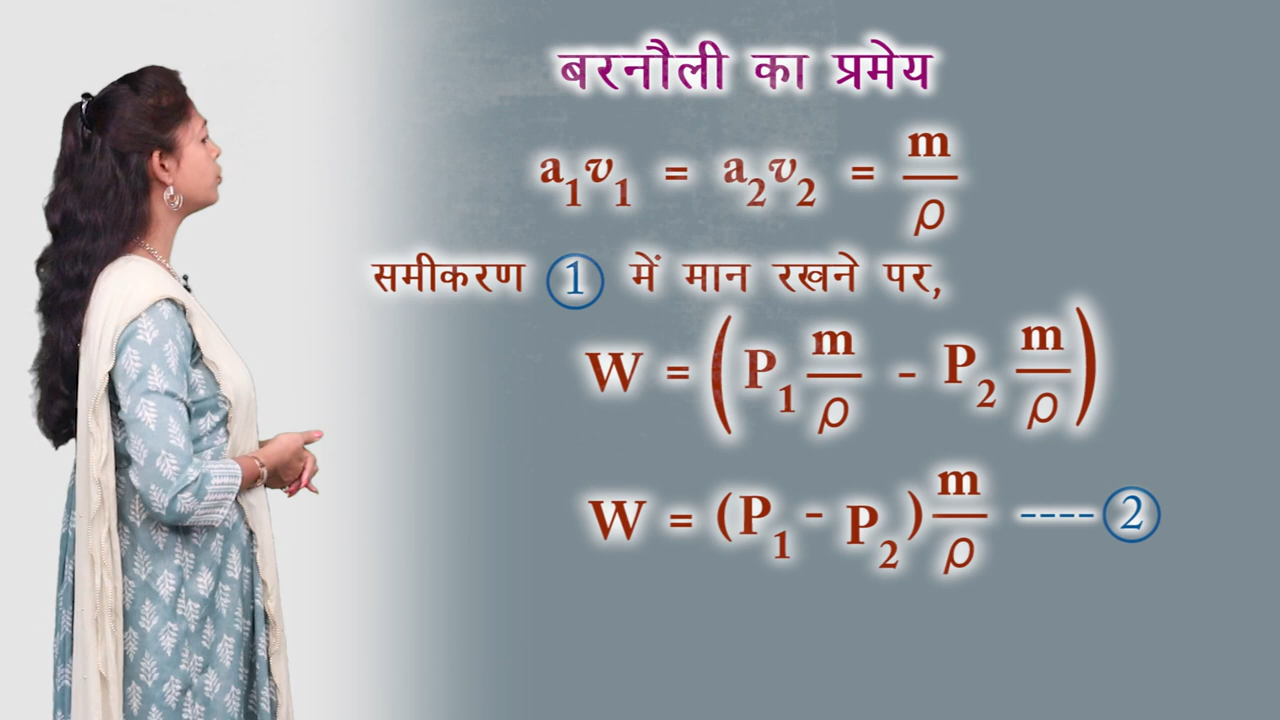 बरनौली का प्रमेय
a₁v₁ = a₂v₂ = m/ρ
समीकरण ① में मान रखने पर,
W = (P₁ m/ρ - P₂ m/ρ)
W = (P₁ - P₂) m/ρ ----②